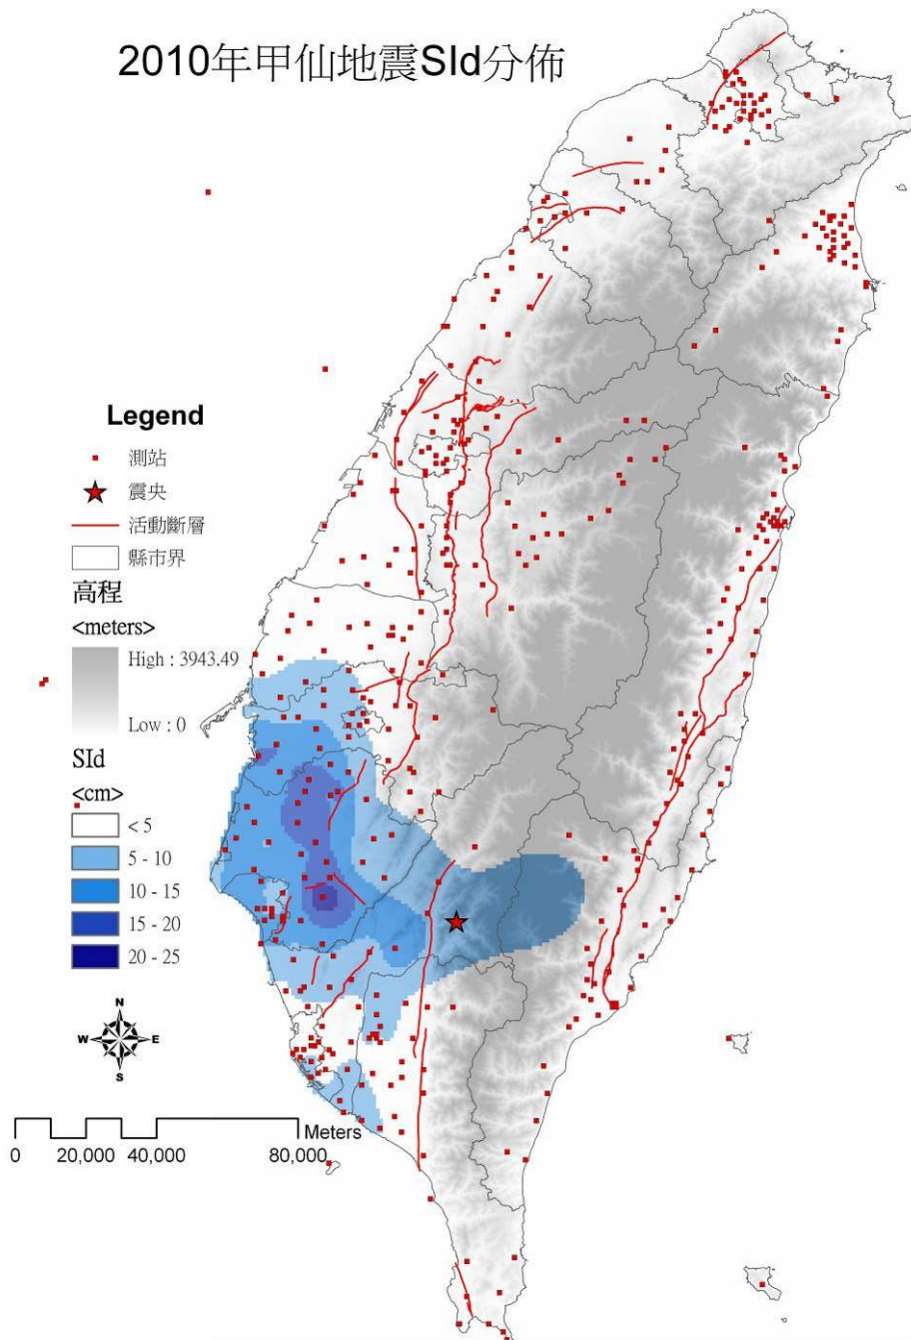 2010年甲仙地震SId分佈
Legend
測站
震央
活動斷層
縣市界
高程
<meters>
High : 3943.49
Low : 0
SId
<cm>
< 5
5 - 10
10 - 15
15 - 20
20 - 25
N
W E
S
Meters
0 20,000 40,000 80,000